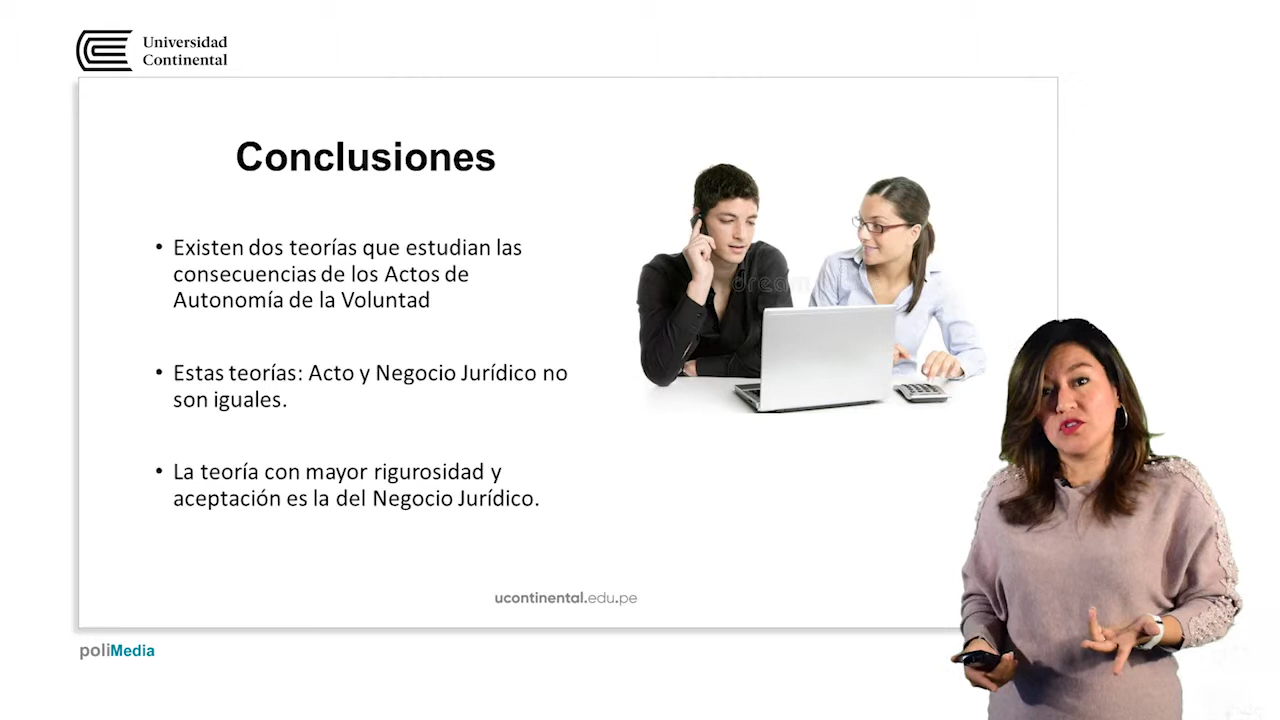 Universidad
Continental
Conclusiones
• Existen dos teorías que estudian las
consecuencias de los Actos de
Autonomía de la Voluntad
• Estas teorías: Acto y Negocio Jurídico no
son iguales.
• La teoría con mayor rigurosidad y
aceptación es la del Negocio Jurídico.
dream
ucontinental.edu.pe
poliMedia